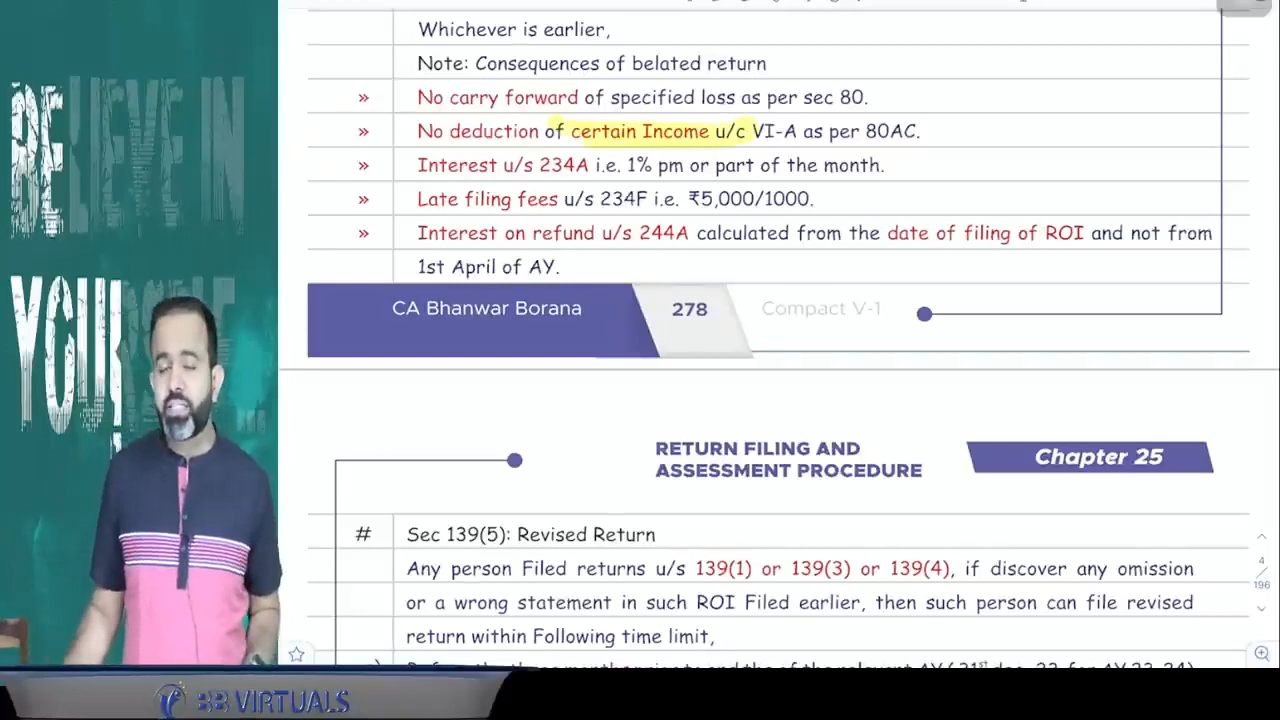 Whichever is earlier,
Note: Consequences of belated return
» No carry forward of specified loss as per sec 80.
» No deduction of certain Income u/c VI-A as per 80AC.
» Interest u/s 234A i.e. 1% pm or part of the month.
» Late filing fees u/s 234F i.e. ₹5,000/1000.
» Interest on refund u/s 244A calculated from the date of filing of ROI and not from
1st April of AY.
CA Bhanwar Borana 278 Compact V-1
RETURN FILING AND
ASSESSMENT PROCEDURE
Chapter 25
# Sec 139(5): Revised Return
Any person Filed returns u/s 139(1) or 139(3) or 139(4), if discover any omission
or a wrong statement in such ROI Filed earlier, then such person can file revised
return within Following time limit,
4
196
BELIEVE IN
BB VIRTUALS